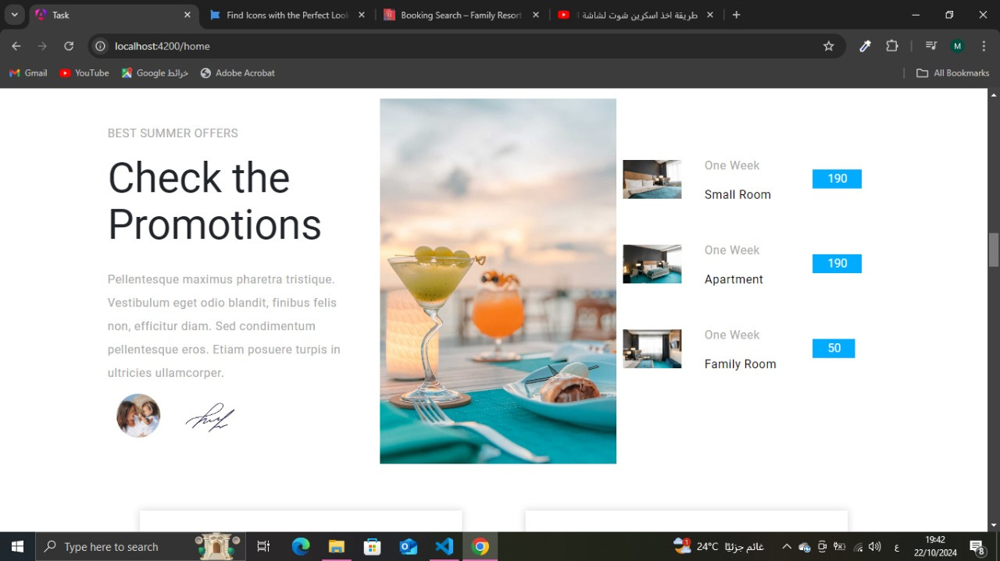 Task
Find Icons with the Perfect Look
Booking Search – Family Resort
طريقة اخذ اسكرين شوت لشاشة ا
localhost:4200/home
M
Gmail
YouTube
Google خرائط
Adobe Acrobat
All Bookmarks
BEST SUMMER OFFERS
Check the
Promotions
Pellentesque maximus pharetra tristique.
Vestibulum eget odio blandit, finibus felis
non, efficitur diam. Sed condimentum
pellentesque eros. Etiam posuere turpis in
ultricies ullamcorper.
One Week
Small Room
190
One Week
Apartment
190
One Week
Family Room
50
Type here to search
1
24°C غائم جزئيًا
ع
19:42
22/10/2024
8